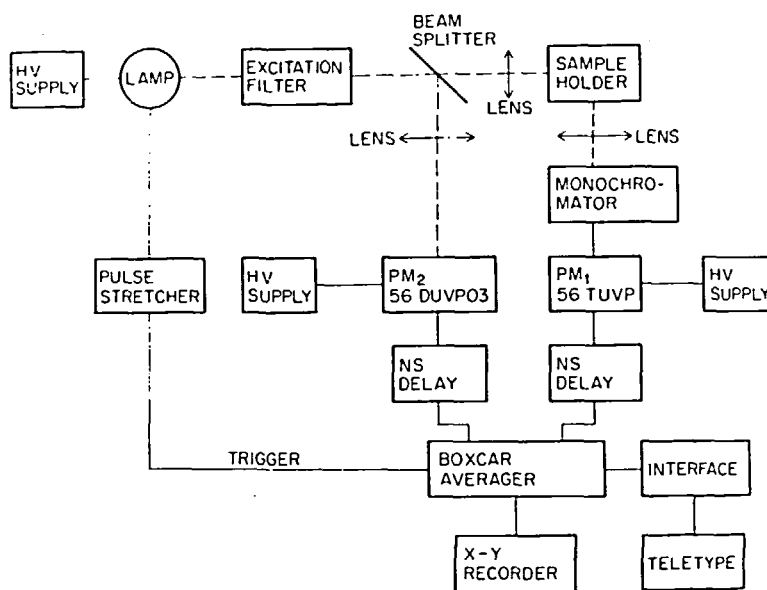 BEAM
SPLITTER
HV
SUPPLY
LAMP
EXCITATION
FILTER
SAMPLE
HOLDER
LENS
LENS
LENS
MONOCHRO-
MATOR
PULSE
STRETCHER
HV
SUPPLY
PM2
56 DUVP03
PM1
56 TUVP
HV
SUPPLY
NS
DELAY
NS
DELAY
TRIGGER
BOXCAR
AVERAGER
INTERFACE
X-Y
RECORDER
TELETYPE